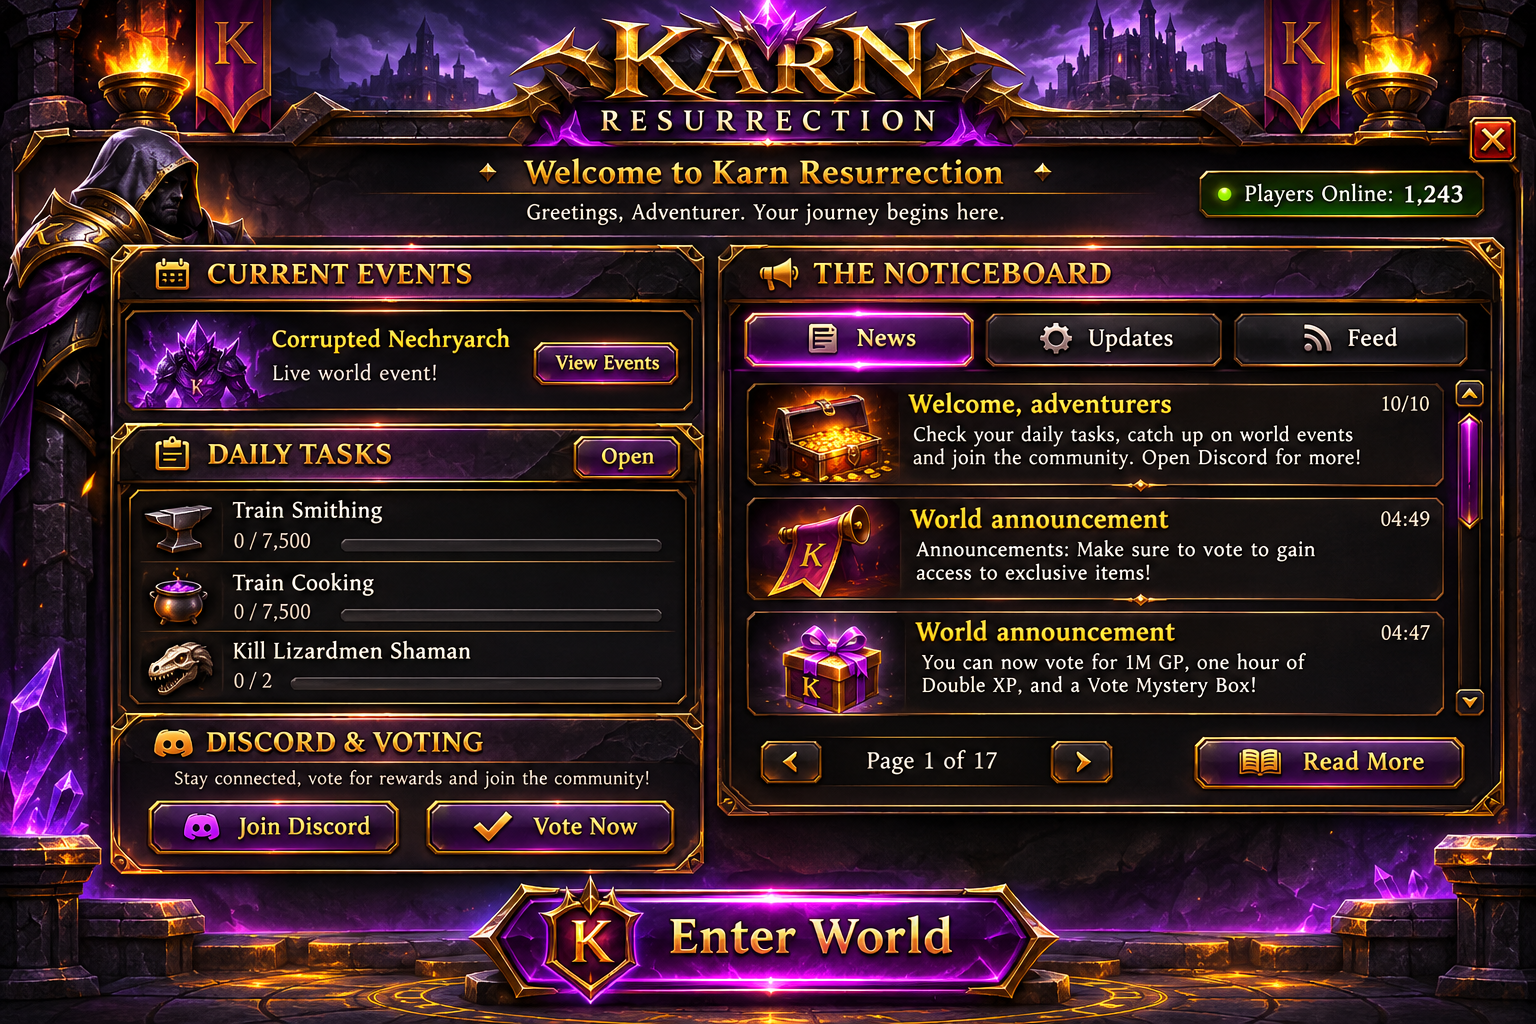 K
K
KARN
RESURRECTION
Welcome to Karn Resurrection
Greetings, Adventurer. Your journey begins here.
Players Online: 1,243
CURRENT EVENTS
Corrupted Nechryarch
Live world event!
View Events
K
DAILY TASKS
Open
Train Smithing
0 / 7,500
Train Cooking
0 / 7,500
Kill Lizardmen Shaman
0 / 2
DISCORD & VOTING
Stay connected, vote for rewards and join the community!
Join Discord
Vote Now
THE NOTICEBOARD
News
Updates
Feed
Welcome, adventurers
10/10
Check your daily tasks, catch up on world events
and join the community. Open Discord for more!
K
World announcement
04:49
Announcements: Make sure to vote to gain
access to exclusive items!
K
World announcement
04:47
You can now vote for 1M GP, one hour of
Double XP, and a Vote Mystery Box!
Page 1 of 17
Read More
K
Enter World